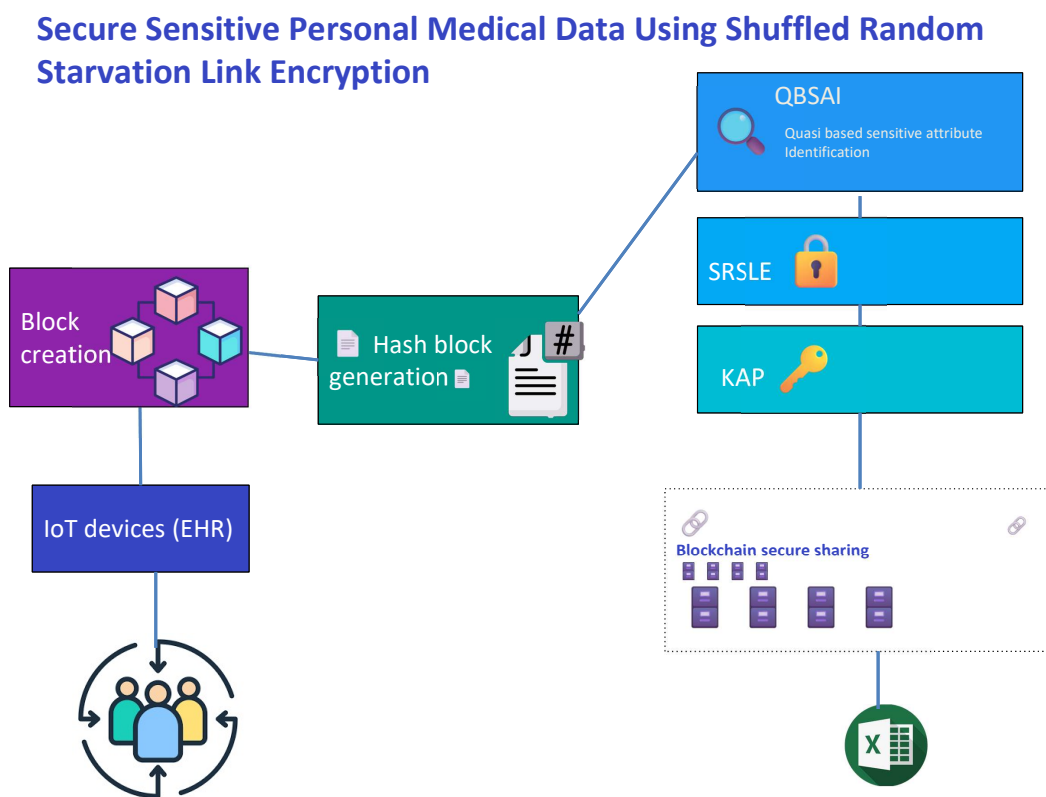 Secure Sensitive Personal Medical Data Using Shuffled Random
Starvation Link Encryption
QBSAI
Quasi based sensitive attribute
Identification
SRSLE
KAP
Block
creation
Hash block
generation
#
IoT devices (EHR)
Blockchain secure sharing
X